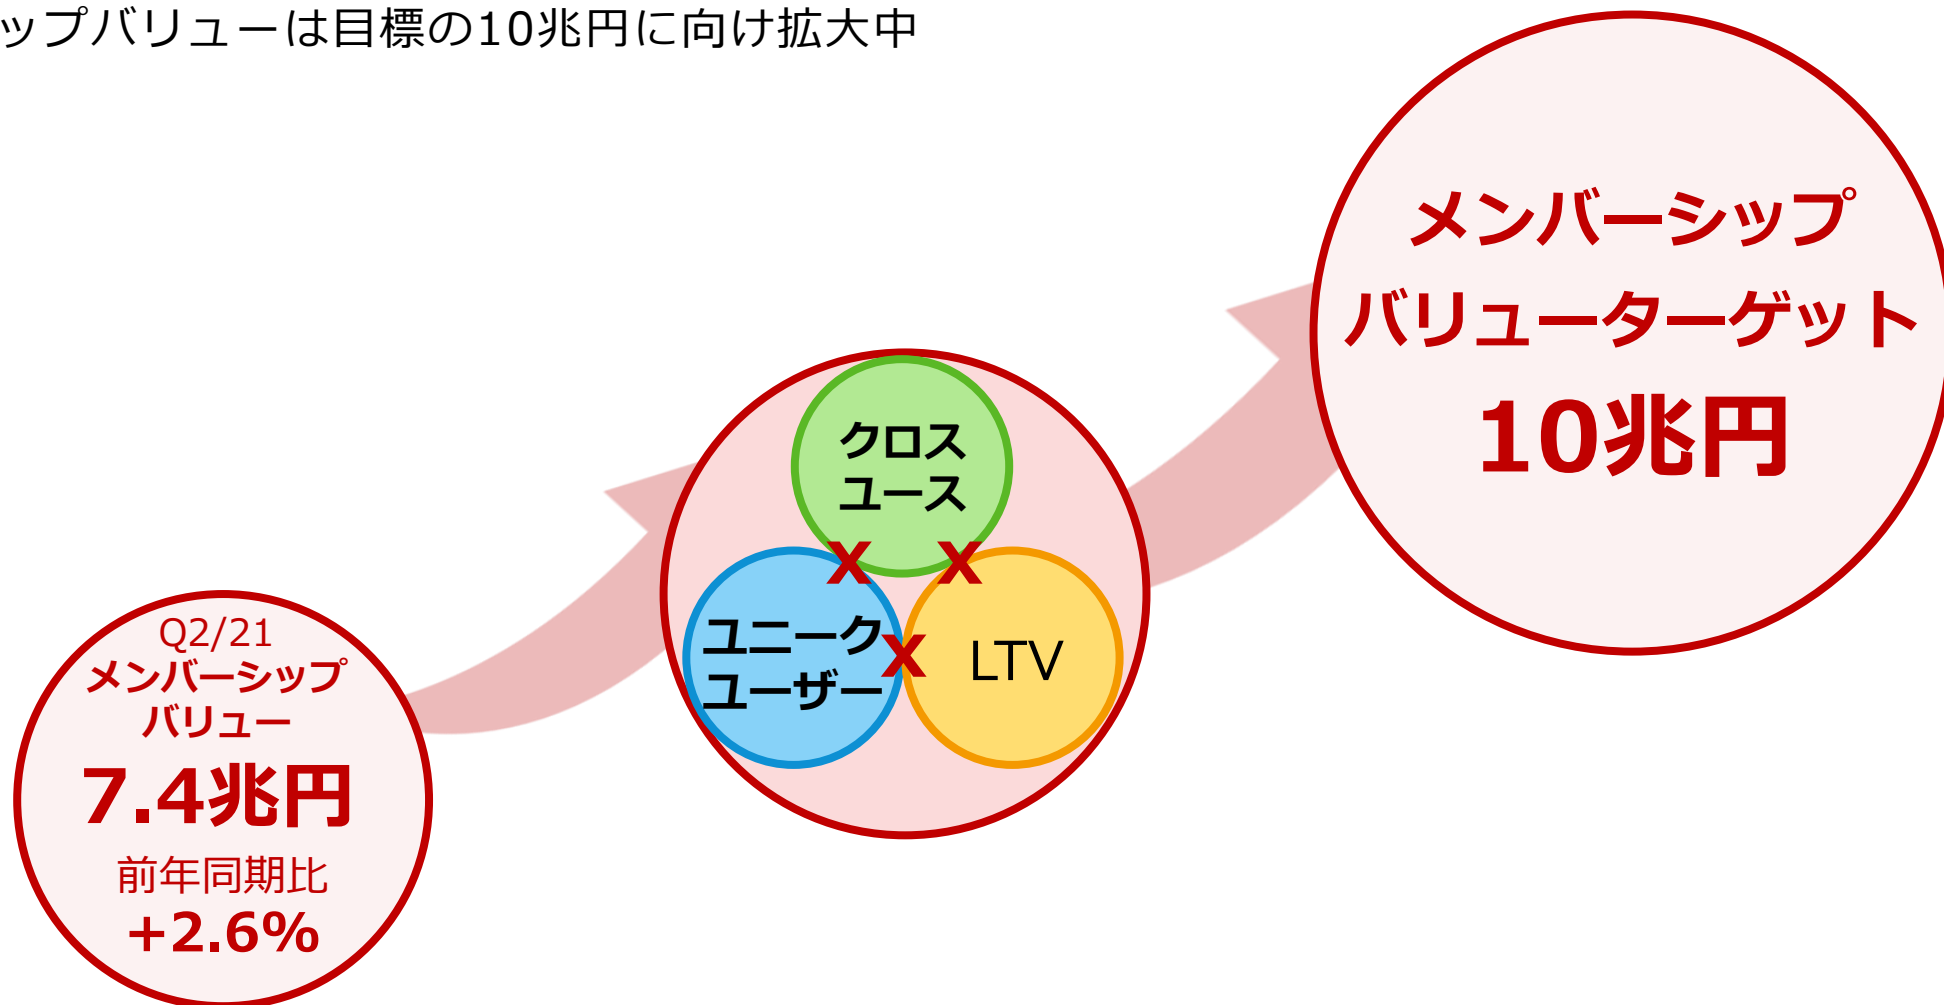 ップバリューは目標の10兆円に向け拡大中
メンバーシップ
バリューターゲット
10兆円
クロス
ユース
x x
ユニーク
ユーザー
x
LTV
Q2/21
メンバーシップ
バリュー
7.4兆円
前年同期比
+2.6%